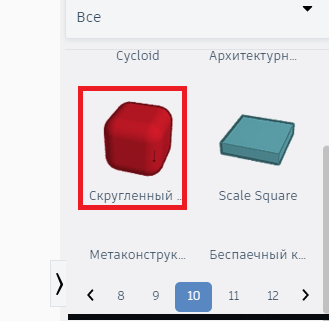 Все
Cycloid Архитектурн...
Скругленный ... Scale Square
Метаконструк... Беспаечный к...
8 9 10 11 12